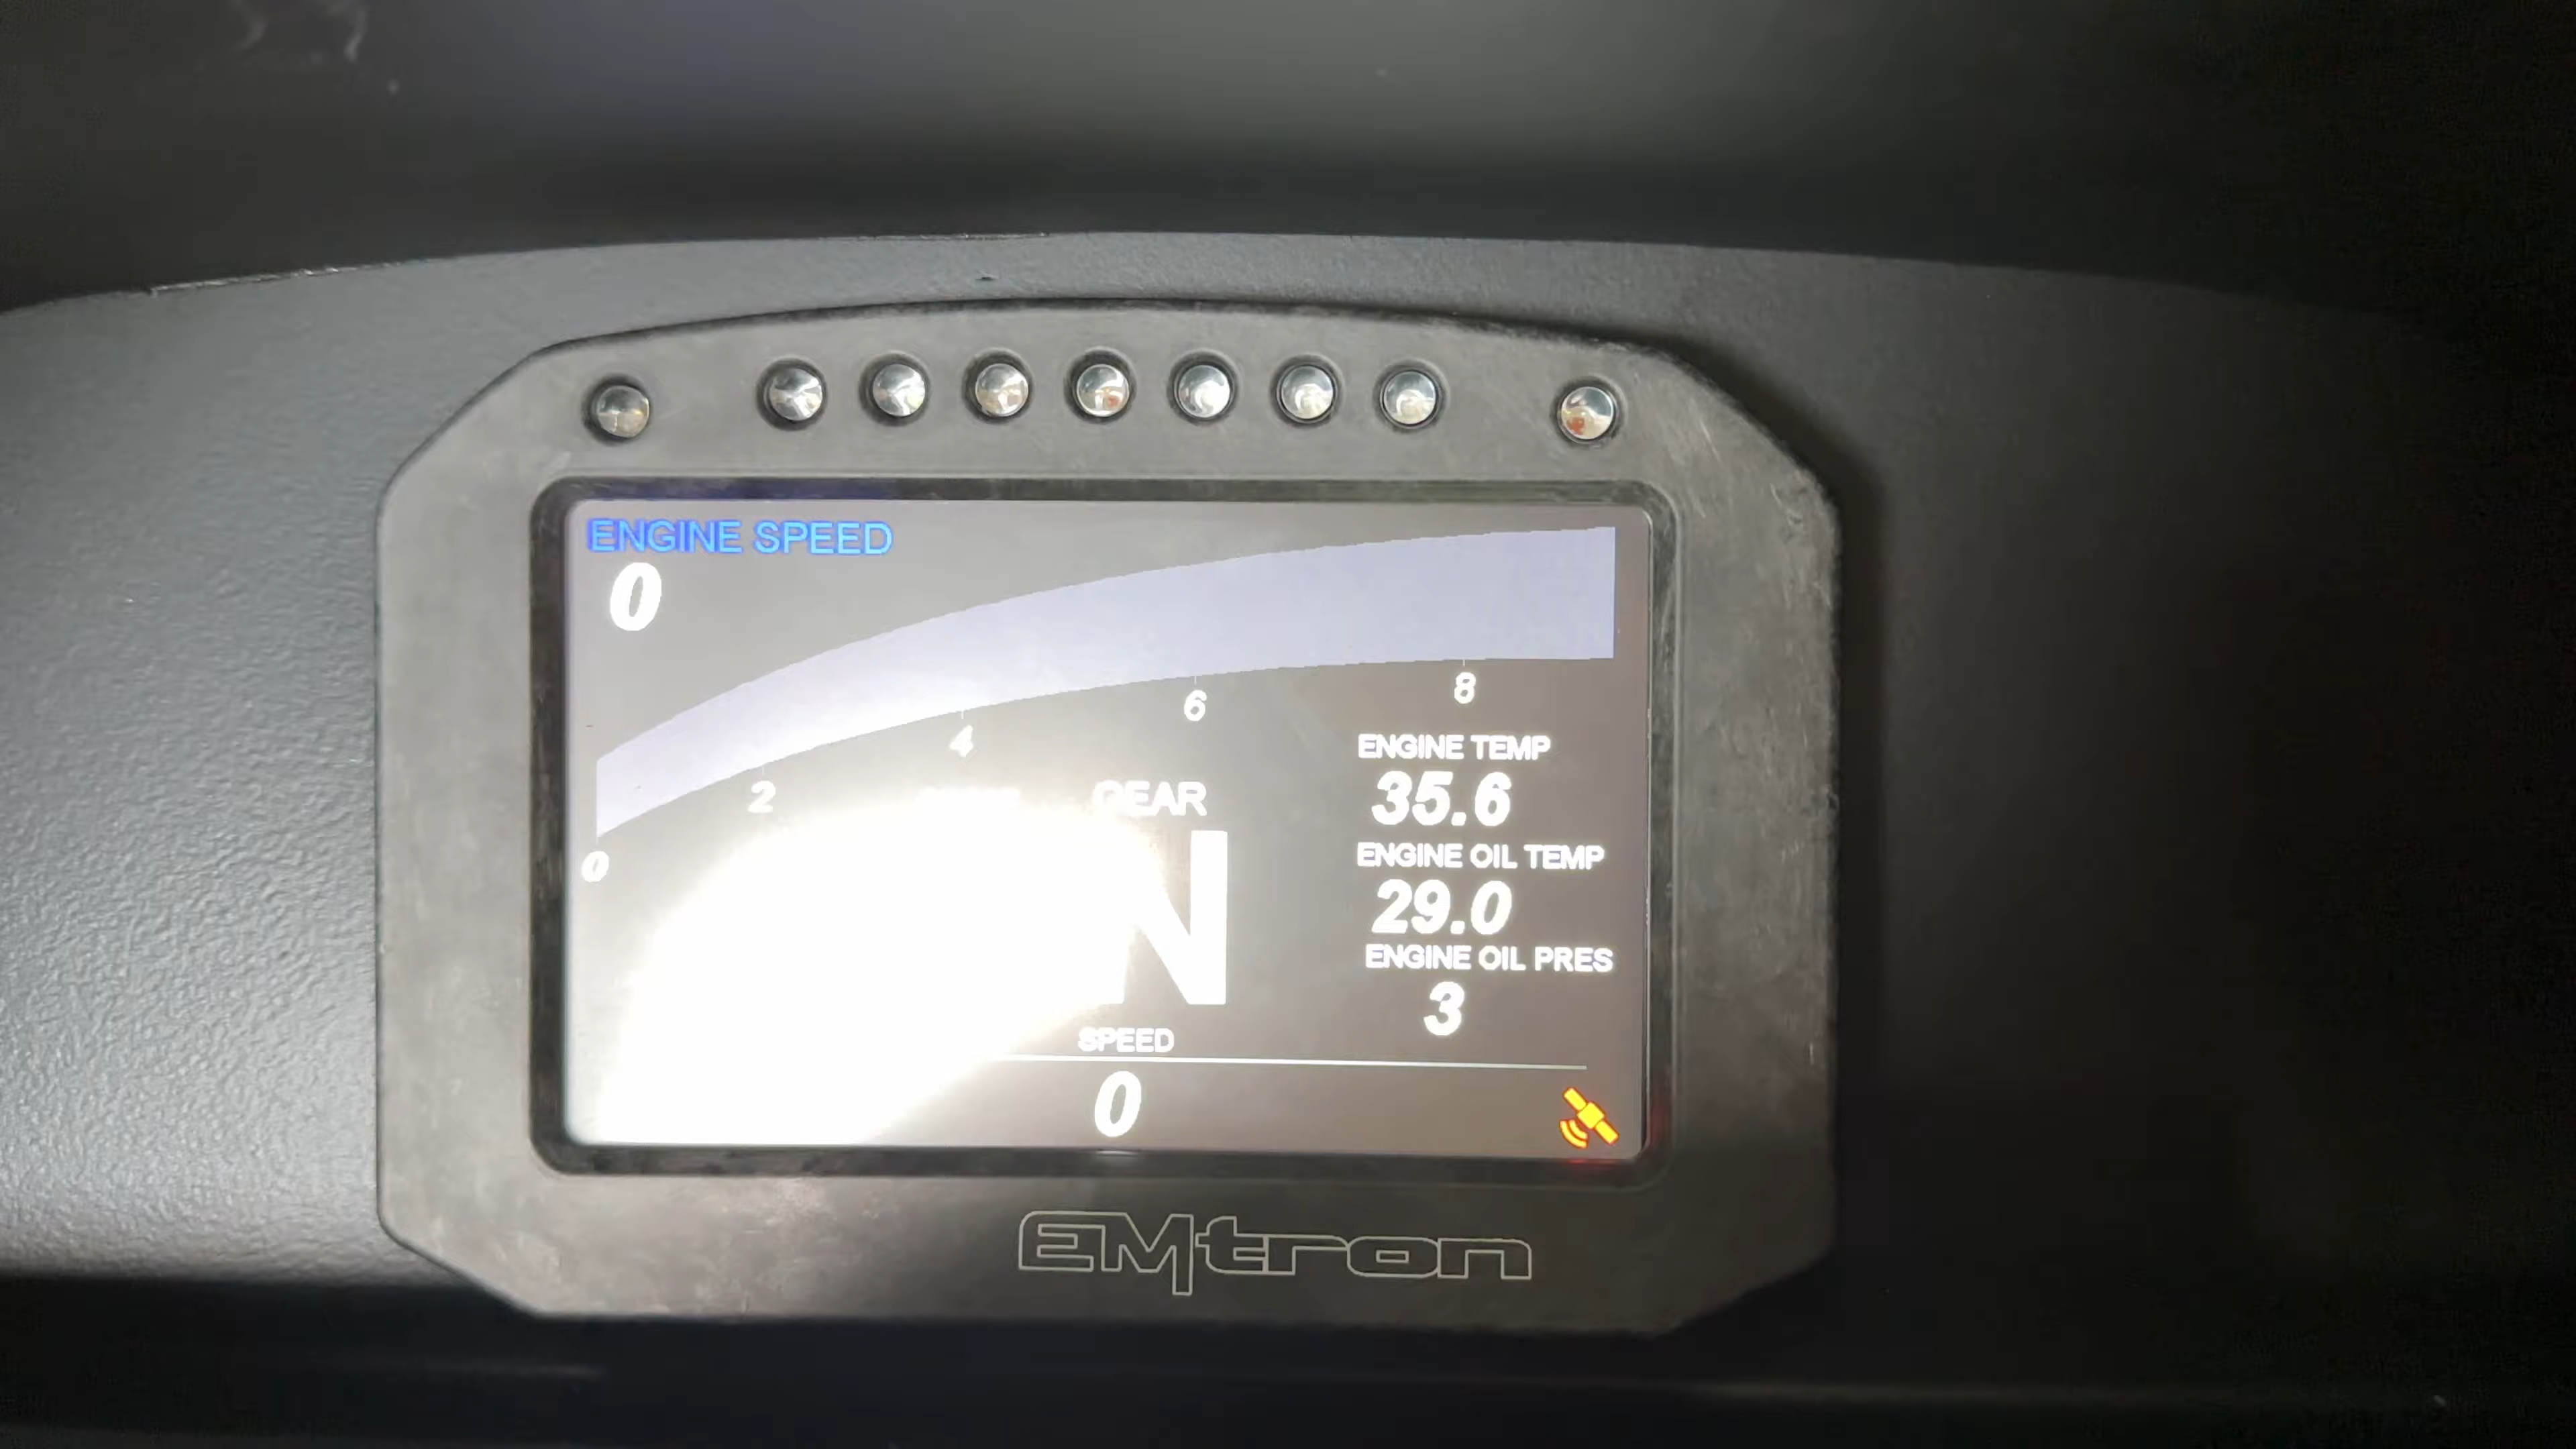 ENGINE SPEED
0
0 2 4 6 8
ENGINE TEMP
35.6
GEAR
N
ENGINE OIL TEMP
29.0
ENGINE OIL PRES
3
SPEED
0
EMtron